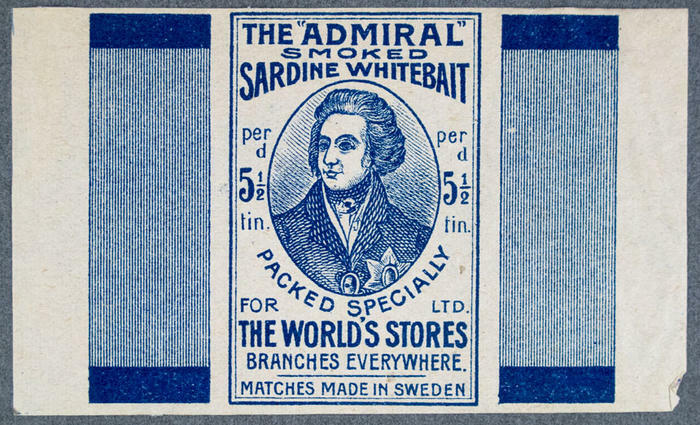 THE "ADMIRAL"
SMOKED
SARDINE WHITEBAIT
per per
d d
5½ 5½
tin. tin.
PACKED SPECIALLY
FOR LTD.
THE WORLD'S STORES
BRANCHES EVERYWHERE.
MATCHES MADE IN SWEDEN